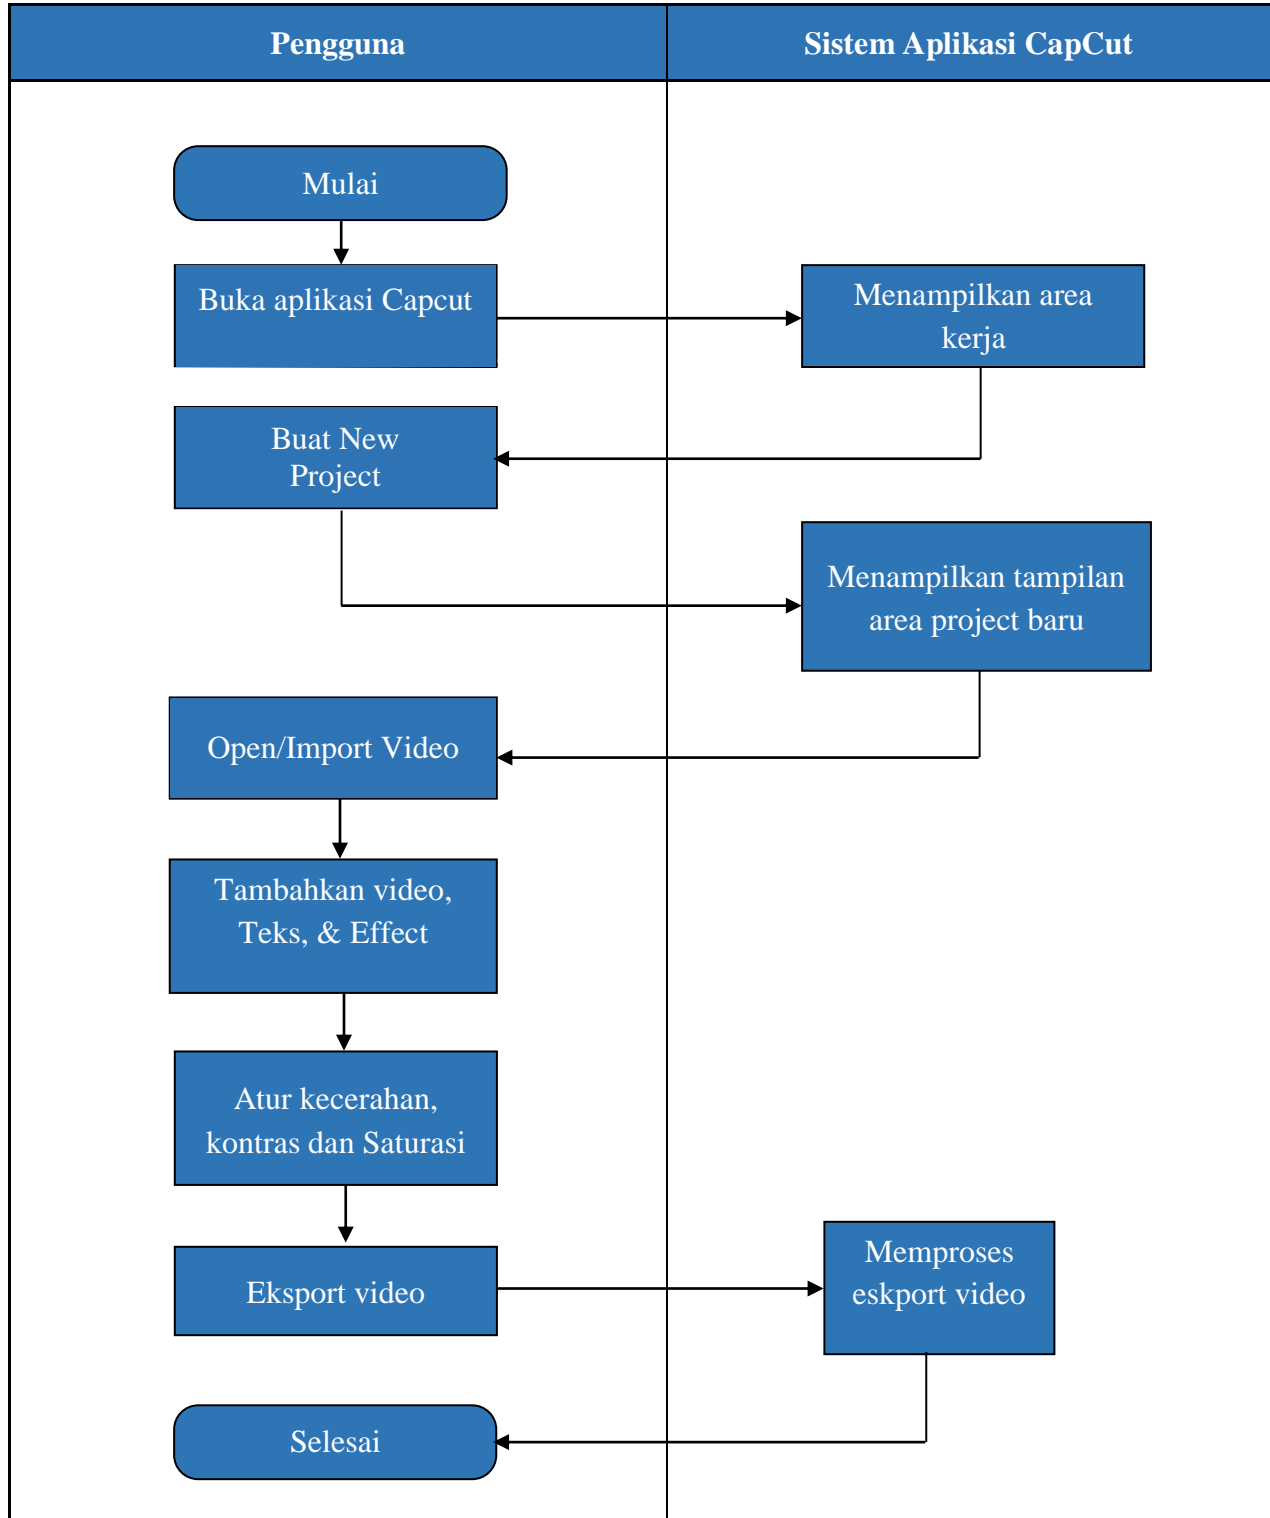 Pengguna
Sistem Aplikasi CapCut
Mulai
Buka aplikasi Capcut
Menampilkan area
kerja
Buat New
Project
Menampilkan tampilan
area project baru
Open/Import Video
Tambahkan video,
Teks, & Effect
Atur kecerahan,
kontras dan Saturasi
Eksport video
Memproses
eskport video
Selesai